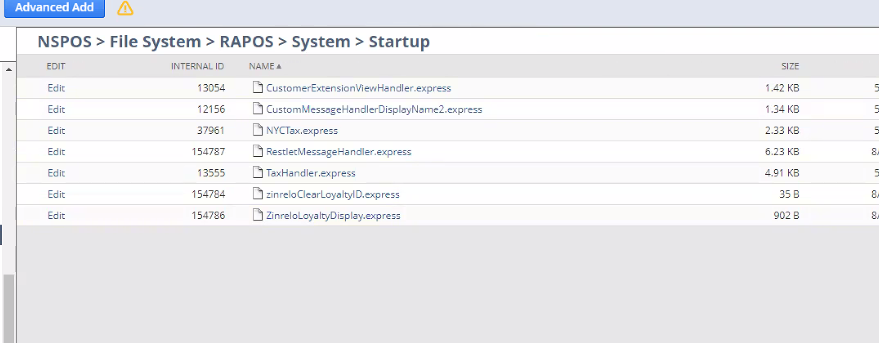 Advanced Add
NSPOS > File System > RAPOS > System > Startup
EDIT INTERNAL ID NAME ▲ SIZE
Edit 13054 CustomerExtensionViewHandler.express 1.42 KB 5
Edit 12156 CustomMessageHandlerDisplayName2.express 1.34 KB 5
Edit 37961 NYCTax.express 2.33 KB 5
Edit 154787 RestletMessageHandler.express 6.23 KB 8/
Edit 13555 TaxHandler.express 4.91 KB 5
Edit 154784 zinreloClearLoyaltyID.express 35 B 8/
Edit 154786 ZinreloLoyaltyDisplay.express 902 B 8/